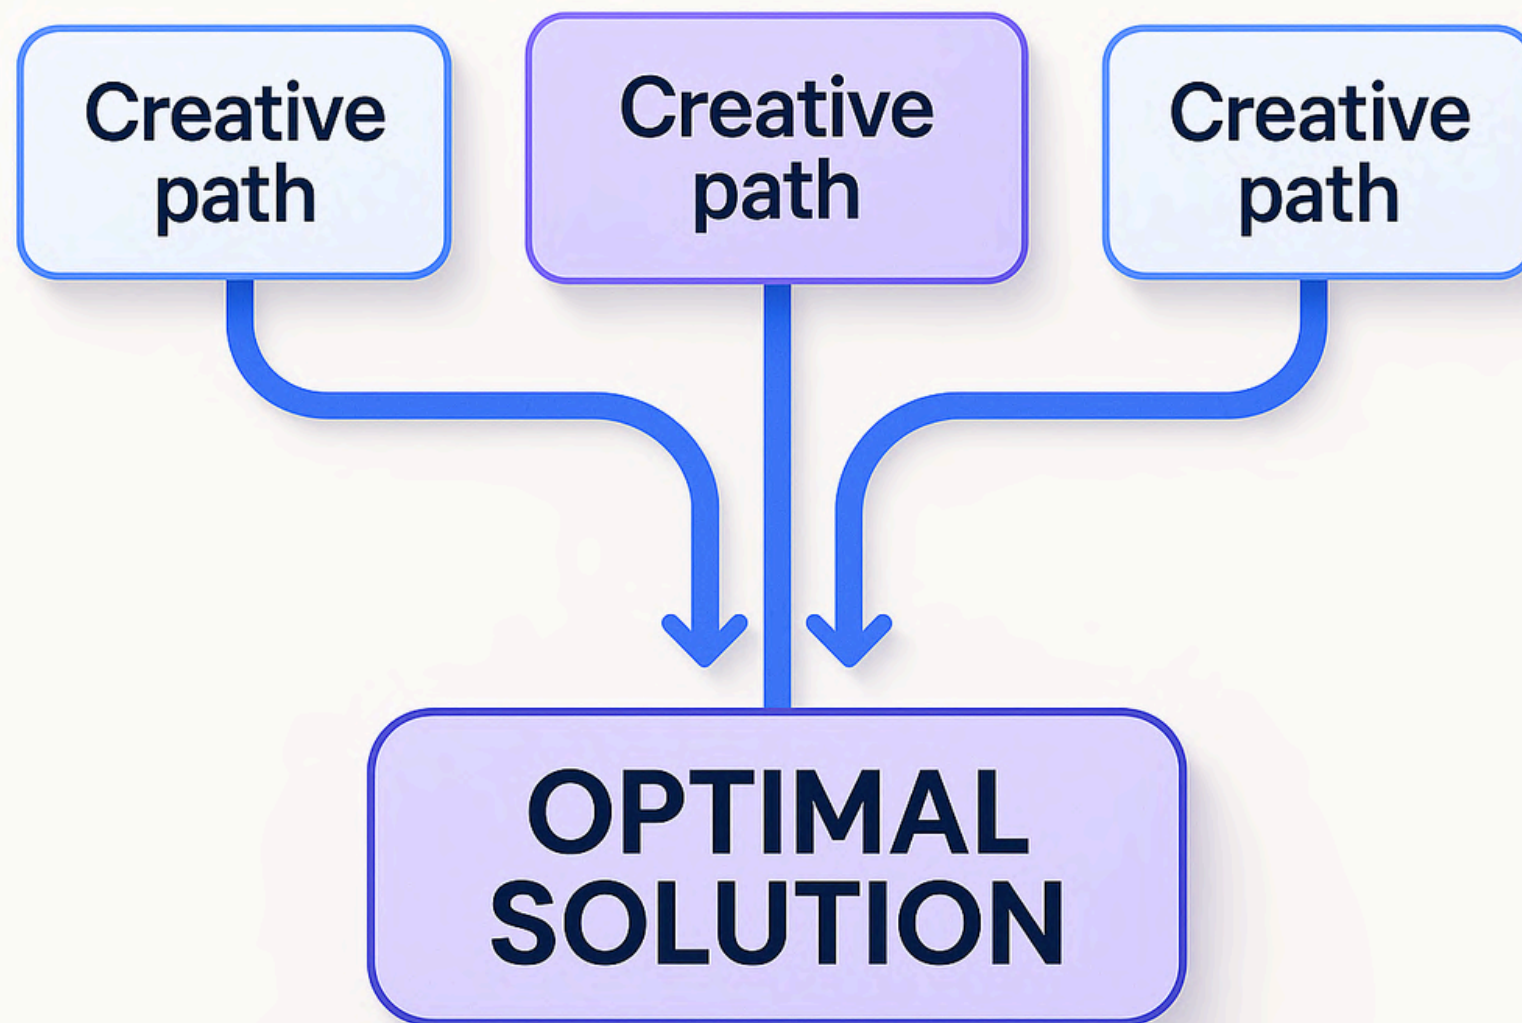 Creative
path
Creative
path
Creative
path
OPTIMAL
SOLUTION